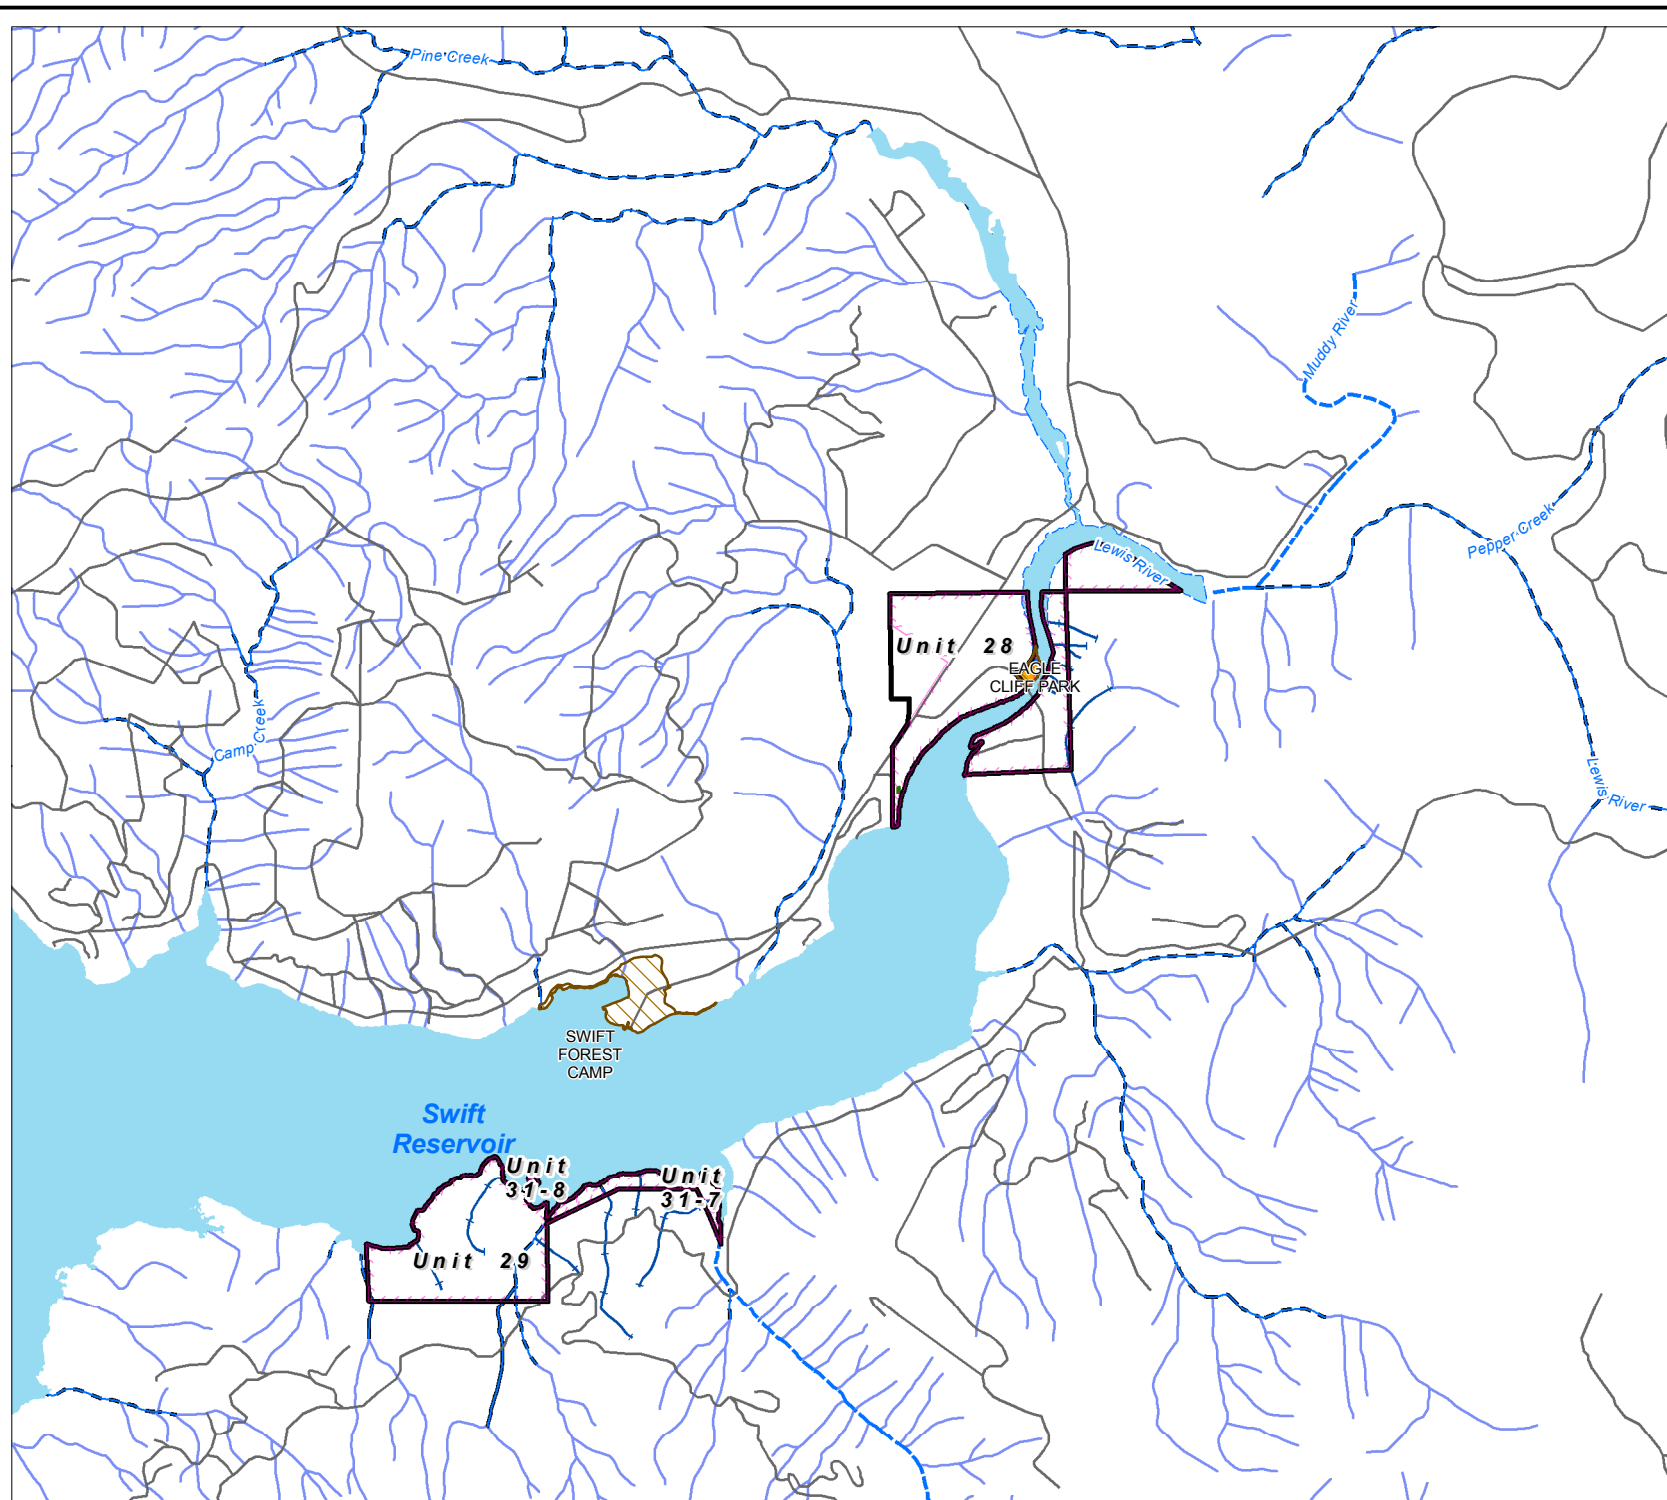 Pine Creek
Muddy River
Pepper Creek
Lewis River
Unit 28
EAGLE
CLIFF PARK
Camp Creek
Lewis River
SWIFT
FOREST
CAMP
Swift
Reservoir
Unit
31-8
Unit
31-7
Unit 29